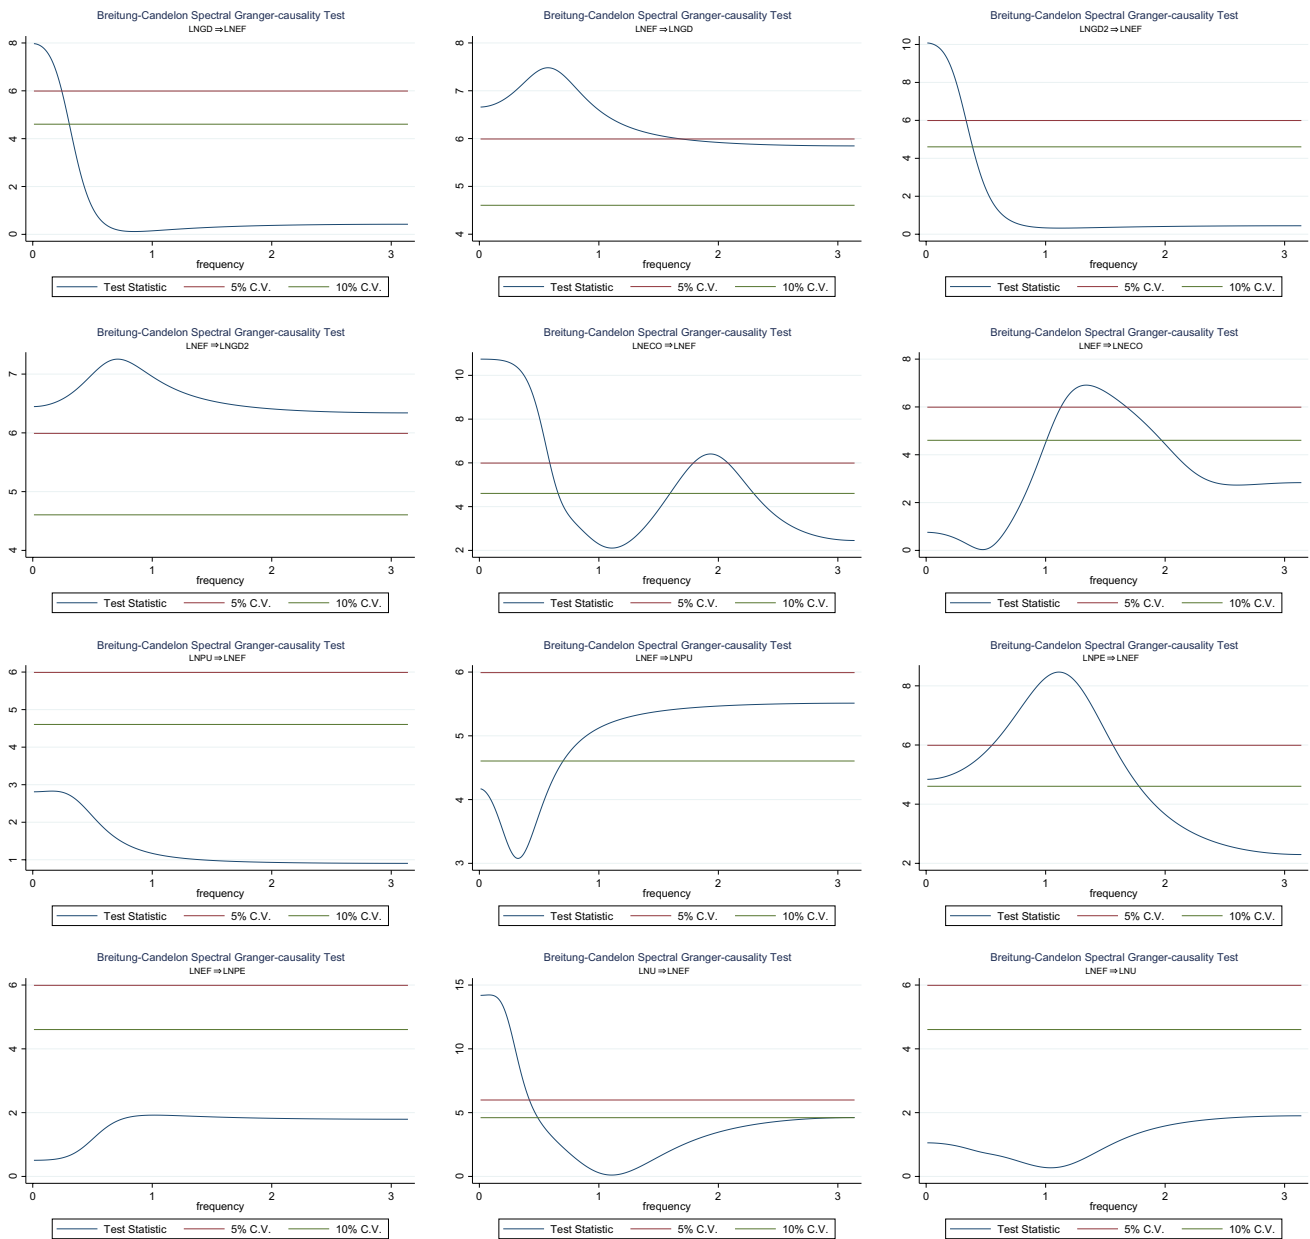 Breitung-Candelon Spectral Granger-causality Test
LNGD ⇒LNEF
8
6
4
2
0
0 1 2 3
frequency
Test Statistic 5% C.V. 10% C.V.
Breitung-Candelon Spectral Granger-causality Test
LNEF ⇒LNGD
8
7
6
5
4
0 1 2 3
frequency
Test Statistic 5% C.V. 10% C.V.
Breitung-Candelon Spectral Granger-causality Test
LNGD2 ⇒LNEF
10
8
6
4
2
0
0 1 2 3
frequency
Test Statistic 5% C.V. 10% C.V.
Breitung-Candelon Spectral Granger-causality Test
LNEF ⇒LNGD2
7
6
5
4
0 1 2 3
frequency
Test Statistic 5% C.V. 10% C.V.
Breitung-Candelon Spectral Granger-causality Test
LNECO ⇒LNEF
10
8
6
4
2
0 1 2 3
frequency
Test Statistic 5% C.V. 10% C.V.
Breitung-Candelon Spectral Granger-causality Test
LNEF ⇒LNECO
8
6
4
2
0
0 1 2 3
frequency
Test Statistic 5% C.V. 10% C.V.
Breitung-Candelon Spectral Granger-causality Test
LNPU ⇒LNEF
6
5
4
3
2
1
0 1 2 3
frequency
Test Statistic 5% C.V. 10% C.V.
Breitung-Candelon Spectral Granger-causality Test
LNEF ⇒LNPU
6
5
4
3
0 1 2 3
frequency
Test Statistic 5% C.V. 10% C.V.
Breitung-Candelon Spectral Granger-causality Test
LNPE ⇒LNEF
8
6
4
2
0 1 2 3
frequency
Test Statistic 5% C.V. 10% C.V.
Breitung-Candelon Spectral Granger-causality Test
LNEF ⇒LNPE
6
4
2
0
0 1 2 3
frequency
Test Statistic 5% C.V. 10% C.V.
Breitung-Candelon Spectral Granger-causality Test
LNU ⇒LNEF
15
10
5
0
0 1 2 3
frequency
Test Statistic 5% C.V. 10% C.V.
Breitung-Candelon Spectral Granger-causality Test
LNEF ⇒LNU
6
4
2
0
0 1 2 3
frequency
Test Statistic 5% C.V. 10% C.V.